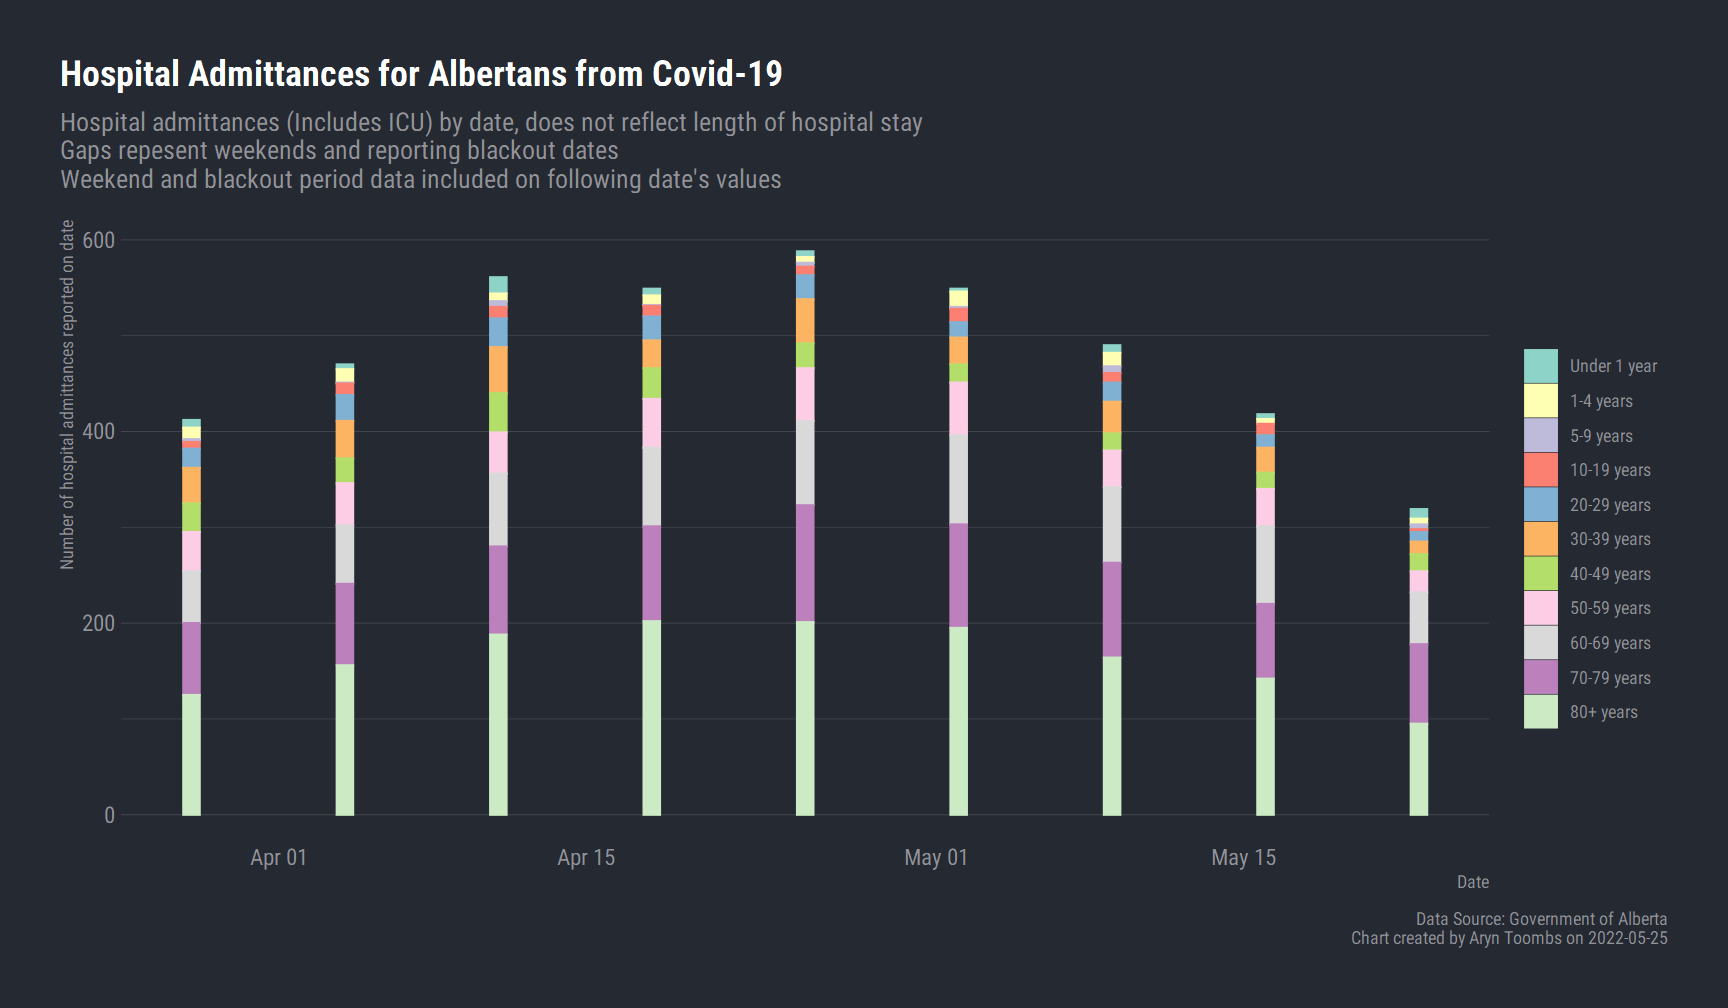 Hospital Admittances for Albertans from Covid-19
Hospital admittances (Includes ICU) by date, does not reflect length of hospital stay
Gaps repesent weekends and reporting blackout dates
Weekend and blackout period data included on following date's values
Number of hospital admittances reported on date
600
400
200
0
Apr 01
Apr 15
May 01
May 15
Date
Under 1 year
1-4 years
5-9 years
10-19 years
20-29 years
30-39 years
40-49 years
50-59 years
60-69 years
70-79 years
80+ years
Data Source: Government of Alberta
Chart created by Aryn Toombs on 2022-05-25